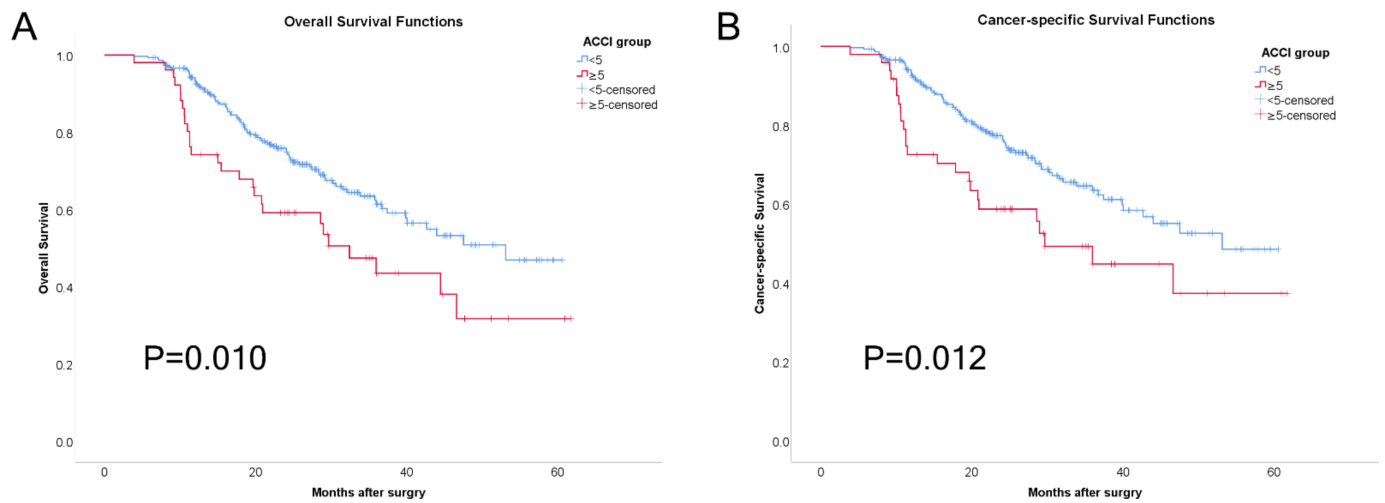 A
Overall Survival Functions
ACCI group
<5
≥5
<5-censored
≥5-censored
Overall Survival
1.0
0.8
0.6
0.4
0.2
0.0
P=0.010
0 20 40 60
Months after surgry
B
Cancer-specific Survival Functions
ACCI group
<5
≥5
<5-censored
≥5-censored
Cancer-specific Survival
1.0
0.8
0.6
0.4
0.2
0.0
P=0.012
0 20 40 60
Months after surgry